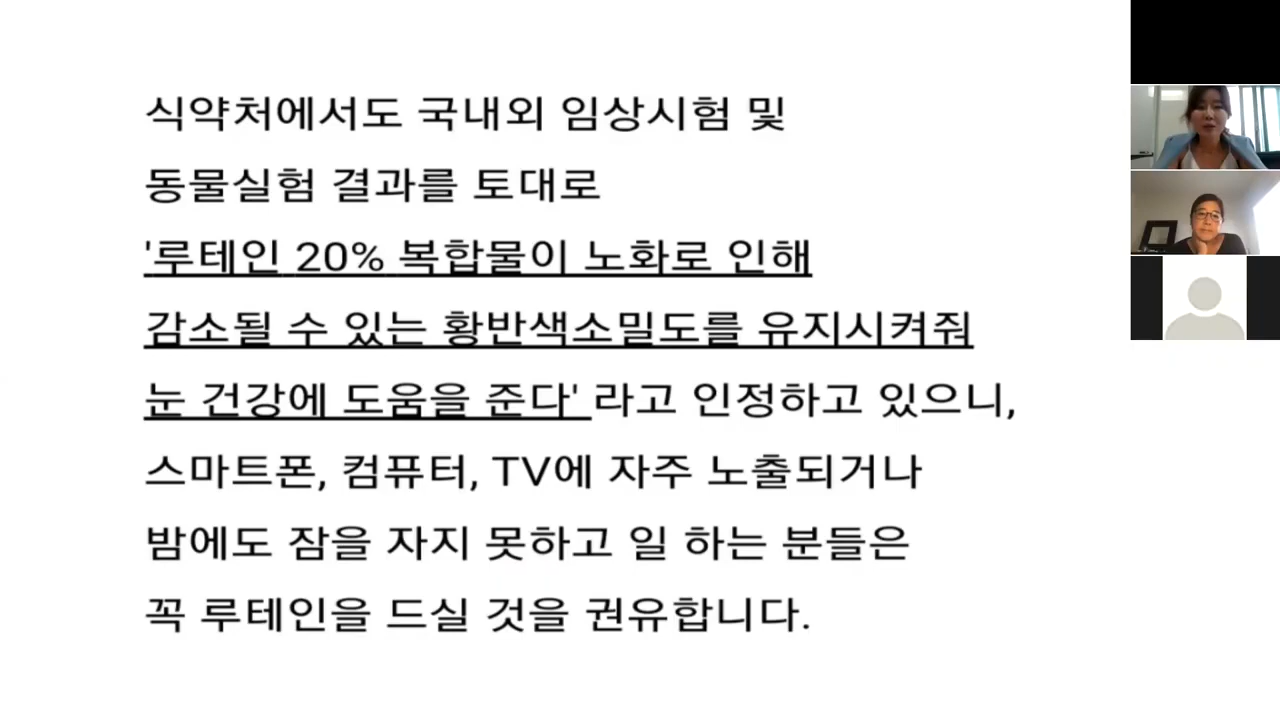 식약처에서도 국내외 임상시험 및
동물실험 결과를 토대로
'루테인 20% 복합물이 노화로 인해
감소될 수 있는 황반색소밀도를 유지시켜줘
눈 건강에 도움을 준다' 라고 인정하고 있으니,
스마트폰, 컴퓨터, TV에 자주 노출되거나
밤에도 잠을 자지 못하고 일 하는 분들은
꼭 루테인을 드실 것을 권유합니다.